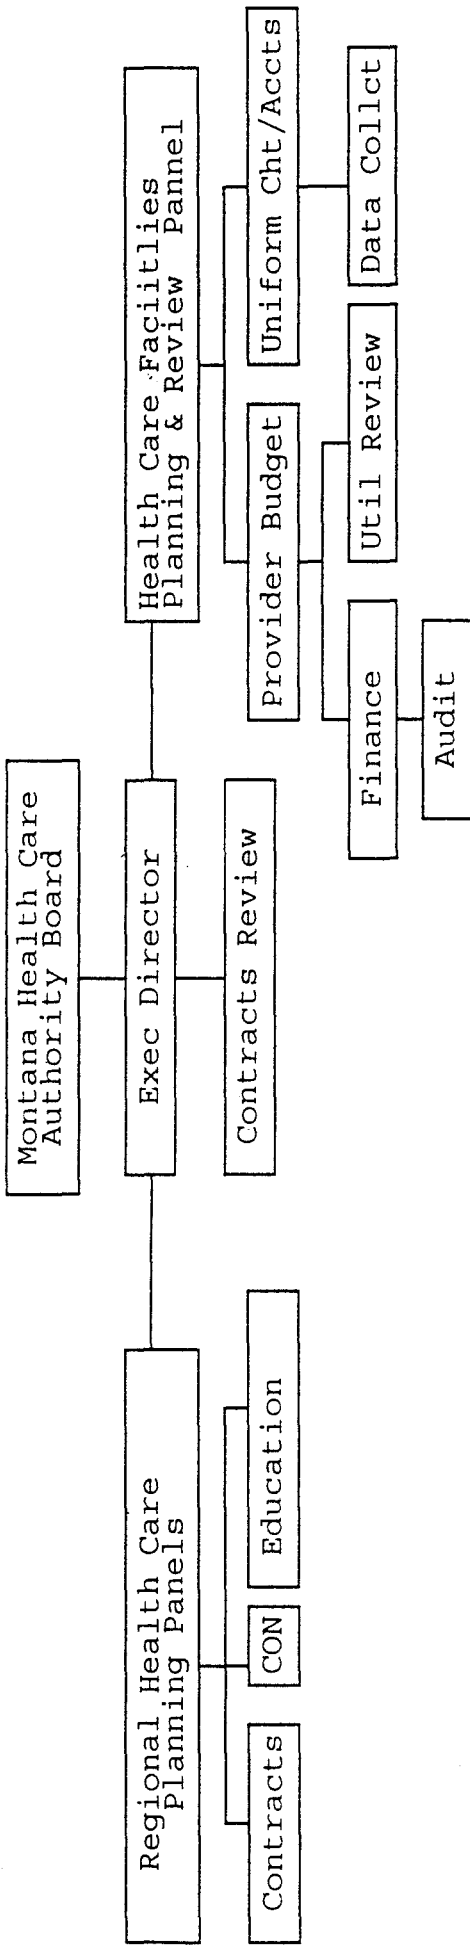 Montana Health Care
Authority Board
Regional Health Care
Planning Panels
Exec Director
Health Care Faciitlies
Planning & Review Pannel
Contracts
CON
Education
Contracts Review
Provider Budget
Uniform Cht/Accts
Finance
Util Review
Data Collct
Audit